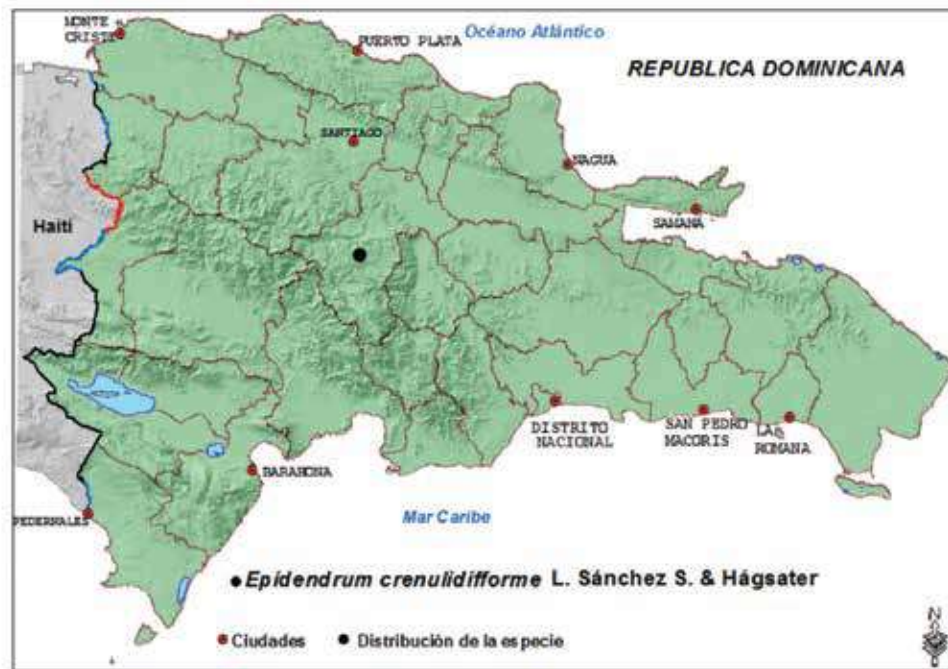 MONTE
CRISTI
PUERTO PLATA
Océano Atlántico
REPUBLICA DOMINICANA
SANTIAGO
NAGUA
SAMANA
Haití
DISTRITO
NACIONAL
SAN PEDRO
MACORIS
LA
ROMANA
BARAHONA
PEDERNALES
Mar Caribe
Epidendrum crenulidifforme L. Sánchez S. & Hágsater
Ciudades
Distribución de la especie
N